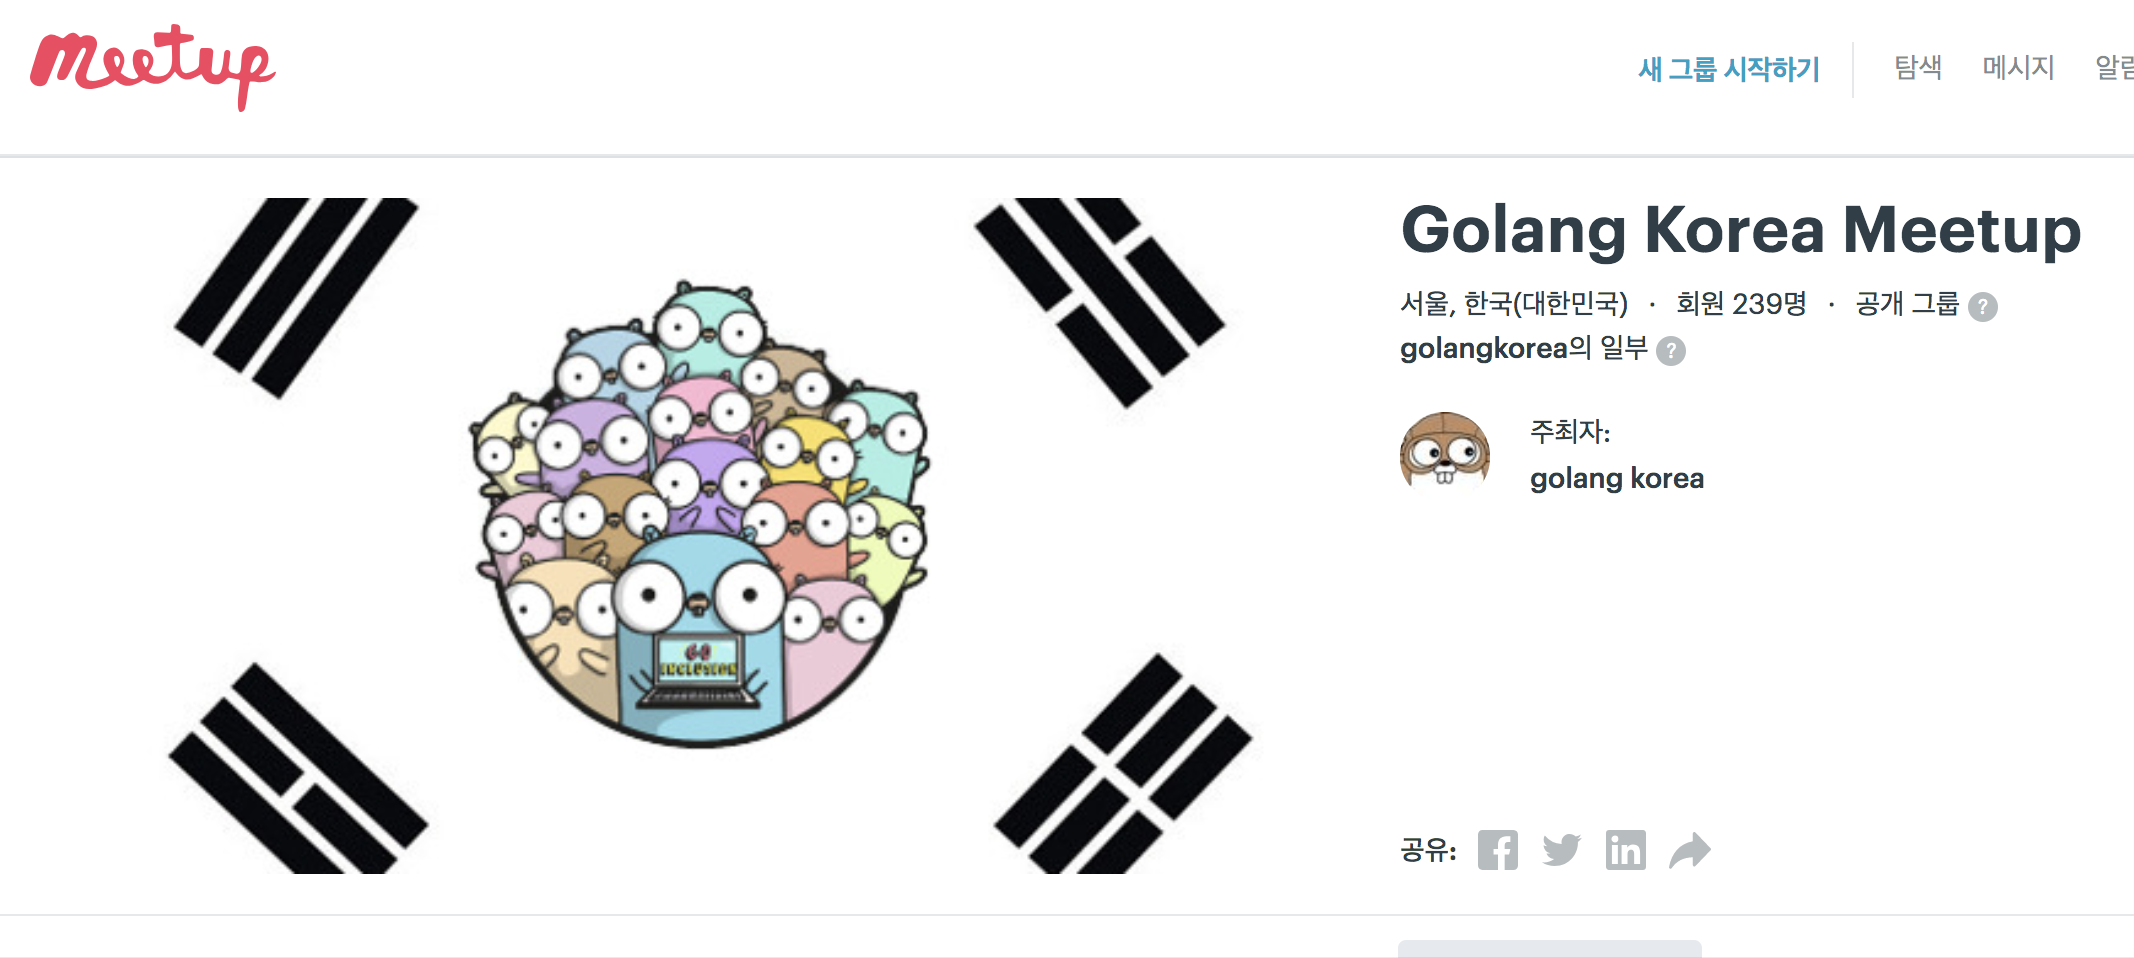 meetup
새 그룹 시작하기
탐색 메시지
Golang Korea Meetup
서울, 한국(대한민국) · 회원 239명 · 공개 그룹 ?
golangkorea의 일부 ?
주최자:
golang korea
GO
INCLUSION
공유: